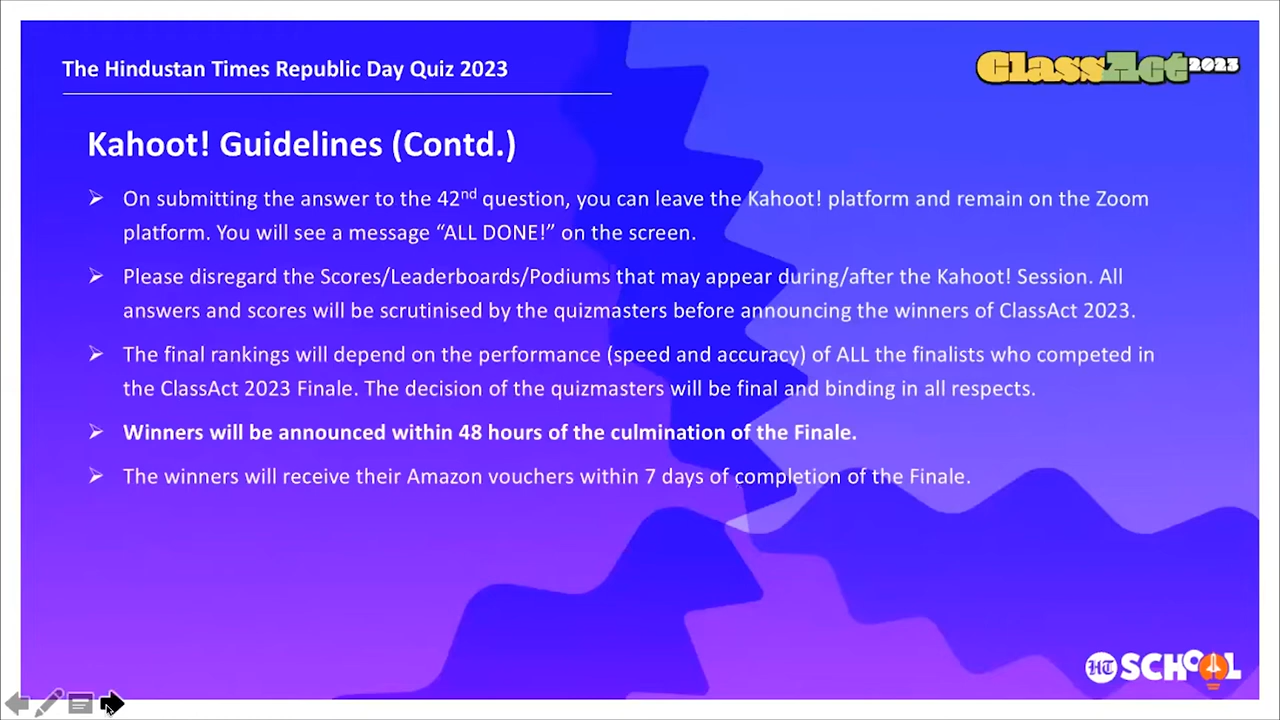 The Hindustan Times Republic Day Quiz 2023
ClassAct 2023
Kahoot! Guidelines (Contd.)
➢ On submitting the answer to the 42nd question, you can leave the Kahoot! platform and remain on the Zoom
platform. You will see a message “ALL DONE!” on the screen.
➢ Please disregard the Scores/Leaderboards/Podiums that may appear during/after the Kahoot! Session. All
answers and scores will be scrutinised by the quizmasters before announcing the winners of ClassAct 2023.
➢ The final rankings will depend on the performance (speed and accuracy) of ALL the finalists who competed in
the ClassAct 2023 Finale. The decision of the quizmasters will be final and binding in all respects.
➢ Winners will be announced within 48 hours of the culmination of the Finale.
➢ The winners will receive their Amazon vouchers within 7 days of completion of the Finale.
HT SCHOOL